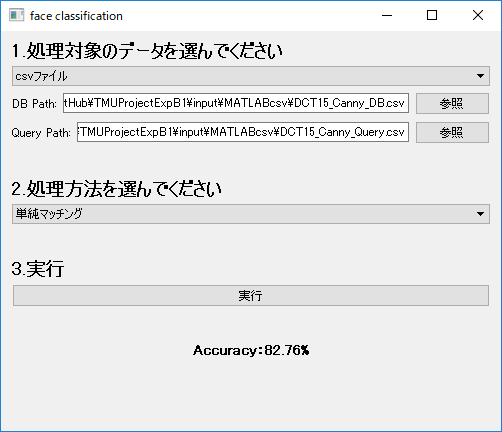 face classification
1.処理対象のデータを選んでください
csvファイル
DB Path: tHub¥TMUProjectExpB1¥input¥MATLABcsv¥DCT15_Canny_DB.csv 参照
Query Path: ¥TMUProjectExpB1¥input¥MATLABcsv¥DCT15_Canny_Query.csv 参照
2.処理方法を選んでください
単純マッチング
3.実行
実行
Accuracy:82.76%